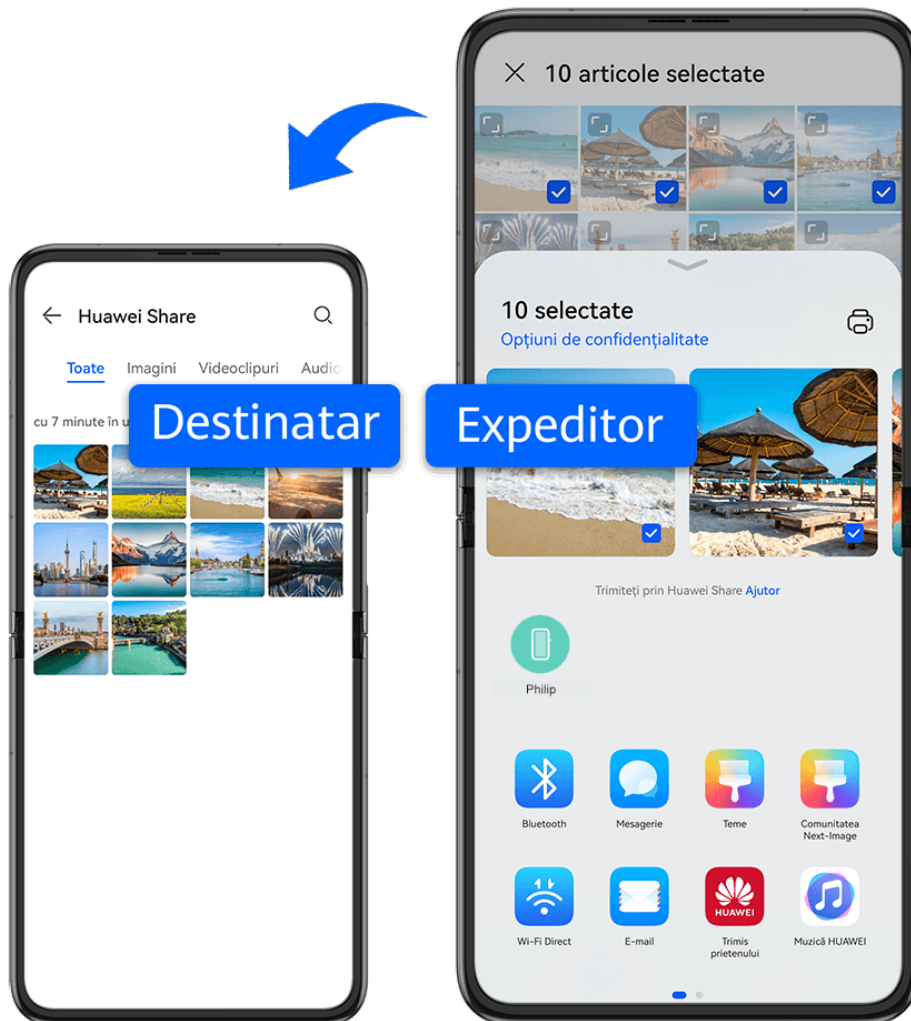 10 articole selectate
Huawei Share
Toate Imagini Videoclipuri Audio
cu 7 minute în
Destinatar
Expeditor
10 selectate
Opțiuni de confidențialitate
Trimiteți prin Huawei Share Ajutor
Philip
Bluetooth Mesagerie Teme Comunitatea
Next-Image
Wi-Fi Direct E-mail HUAWEI Trimis
prietenului Muzică HUAWEI